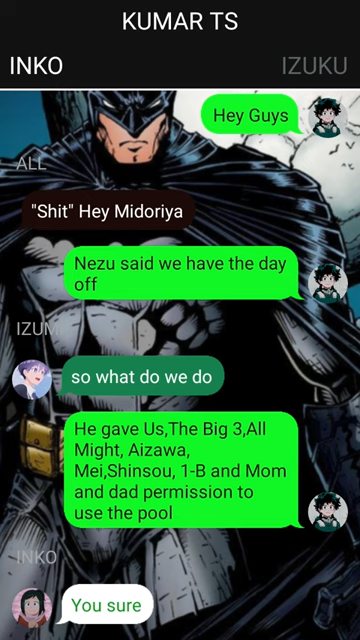 KUMAR TS
INKO
IZUKU
Hey Guys
ALL
"Shit" Hey Midoriya
Nezu said we have the day
off
IZUM
so what do we do
He gave Us,The Big 3,All
Might, Aizawa,
Mei,Shinsou, 1-B and Mom
and dad permission to
use the pool
INKO
You sure